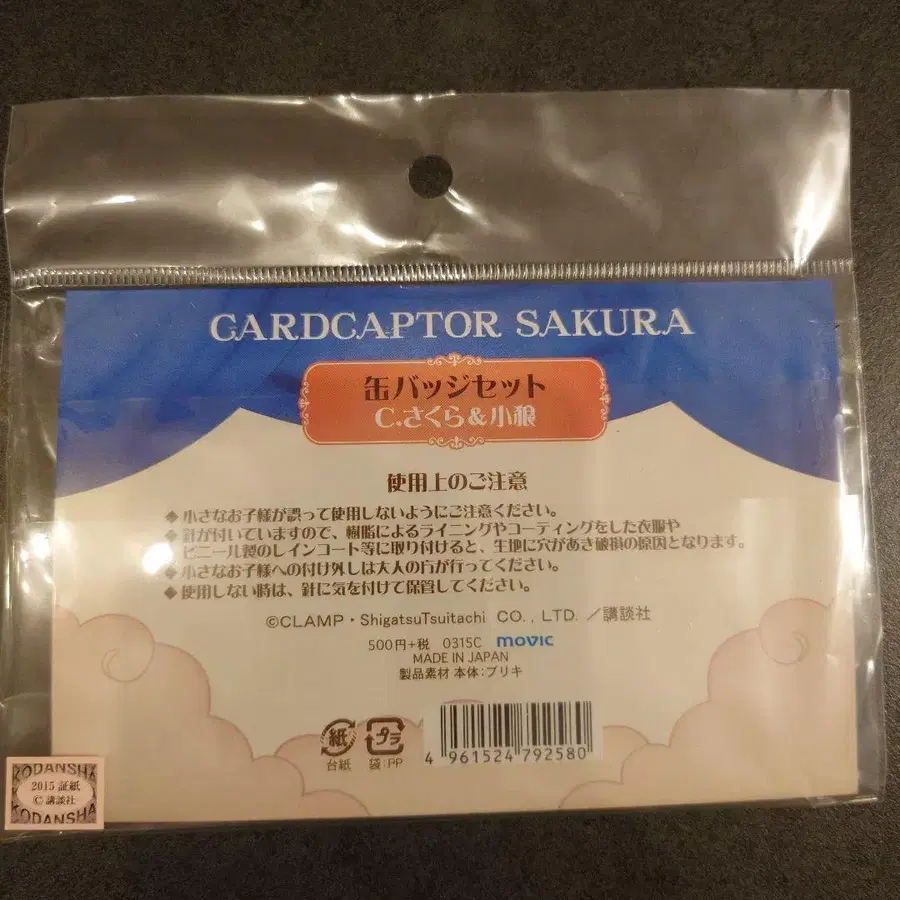 CARDCAPTOR SAKURA
缶バッジセット
C.さくら&小狼
使用上のご注意
◆小さなお子様が誤って使用しないようにご注意ください。
◆針が付いていますので、樹脂によるライニングやコーティングをした衣服や
ビニール製のレインコート等に取り付けると、生地に穴があき破損の原因となります。
◆小さなお子様への付け外しは大人の方が行ってください。
◆使用しない時は、針に気を付けて保管してください。
©CLAMP・ShigatsuTsuitachi CO., LTD. /講談社
500円+税 0315C movic
MADE IN JAPAN
製品素材 本体:ブリキ
紙 プラ
台紙 袋:PP
4 961524 792580
KODANSHA
2015 証紙
©講談社
KODANSHA